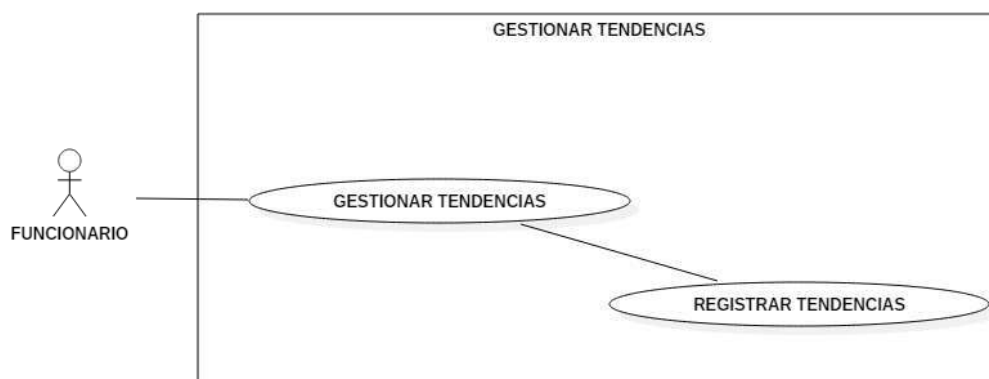 GESTIONAR TENDENCIAS
GESTIONAR TENDENCIAS
FUNCIONARIO
REGISTRAR TENDENCIAS